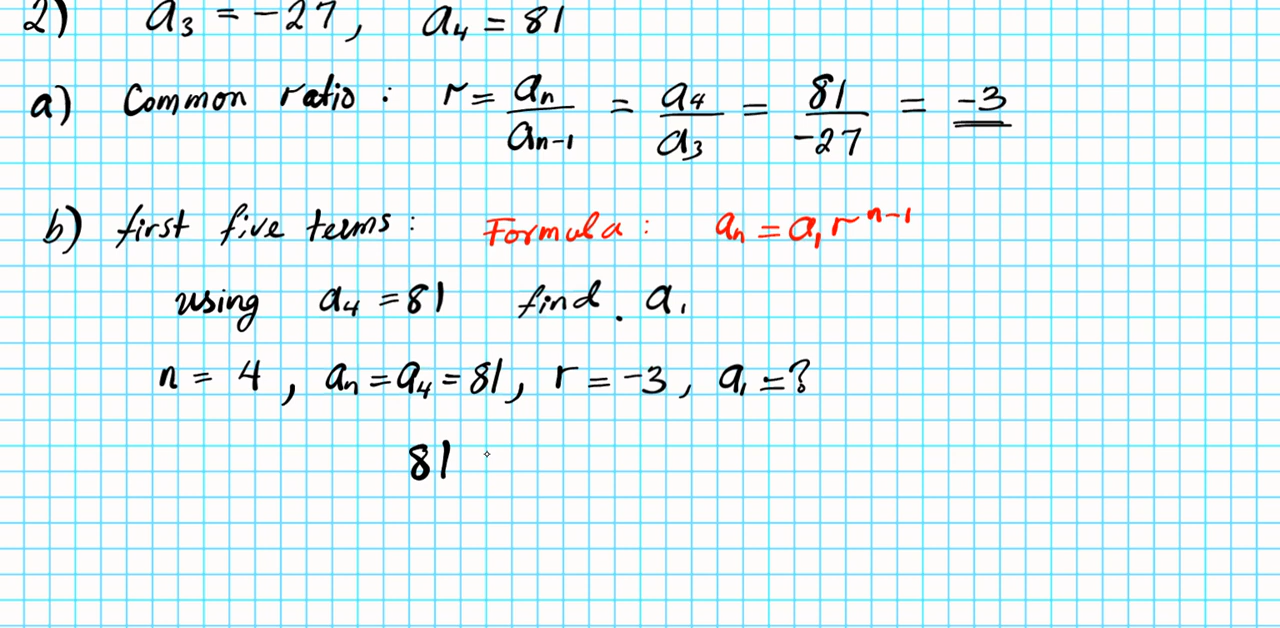 2) a₃ = -27, a₄ = 81
a) Common ratio : r = aₙ/aₙ₋₁ = a₄/a₃ = 81/-27 = -3
b) first five terms : Formula : aₙ = a₁rⁿ⁻¹
using a₄ = 81 find . a₁
n = 4 , aₙ = a₄ = 81, r = -3 , a₁ = ?
81